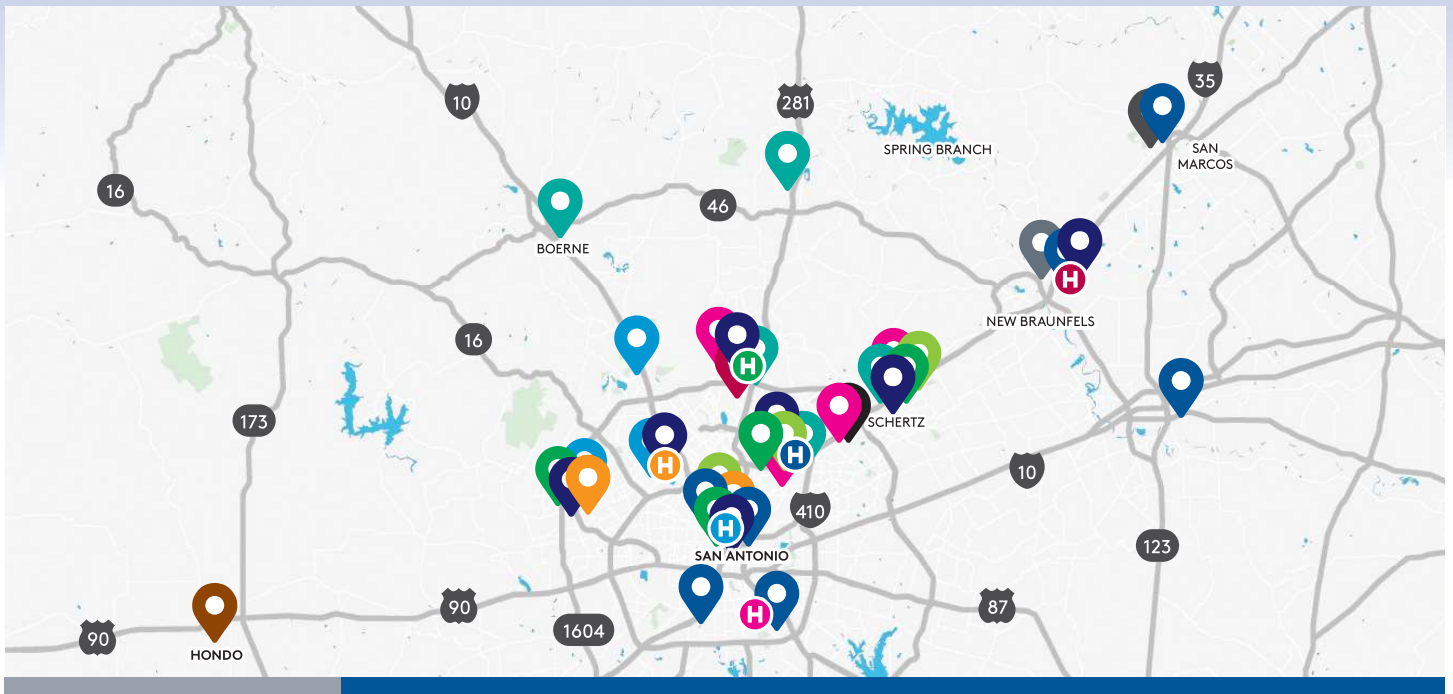 35
10
281
SPRING BRANCH
SAN
MARCOS
16
46
BOERNE
NEW BRAUNFELS
H
16
H
173
SCHERTZ
H
H
10
410
H
SAN ANTONIO
123
90
87
H
1604
90
HONDO